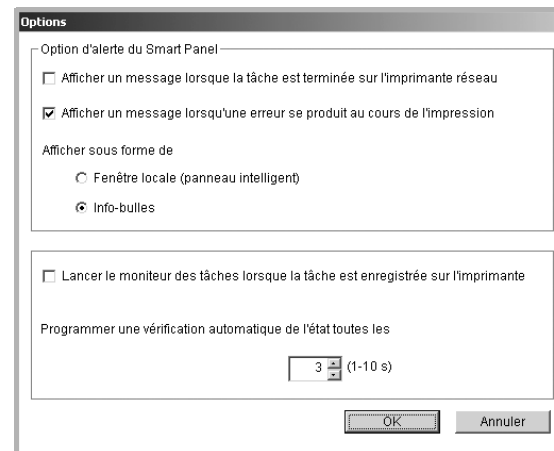 Options
Option d'alerte du Smart Panel
Afficher un message lorsque la tâche est terminée sur l'imprimante réseau
Afficher un message lorsqu'une erreur se produit au cours de l'impression
Afficher sous forme de
Fenêtre locale (panneau intelligent)
Info-bulles
Lancer le moniteur des tâches lorsque la tâche est enregistrée sur l'imprimante
Programmer une vérification automatique de l'état toutes les
3 (1-10 s)
OK Annuler